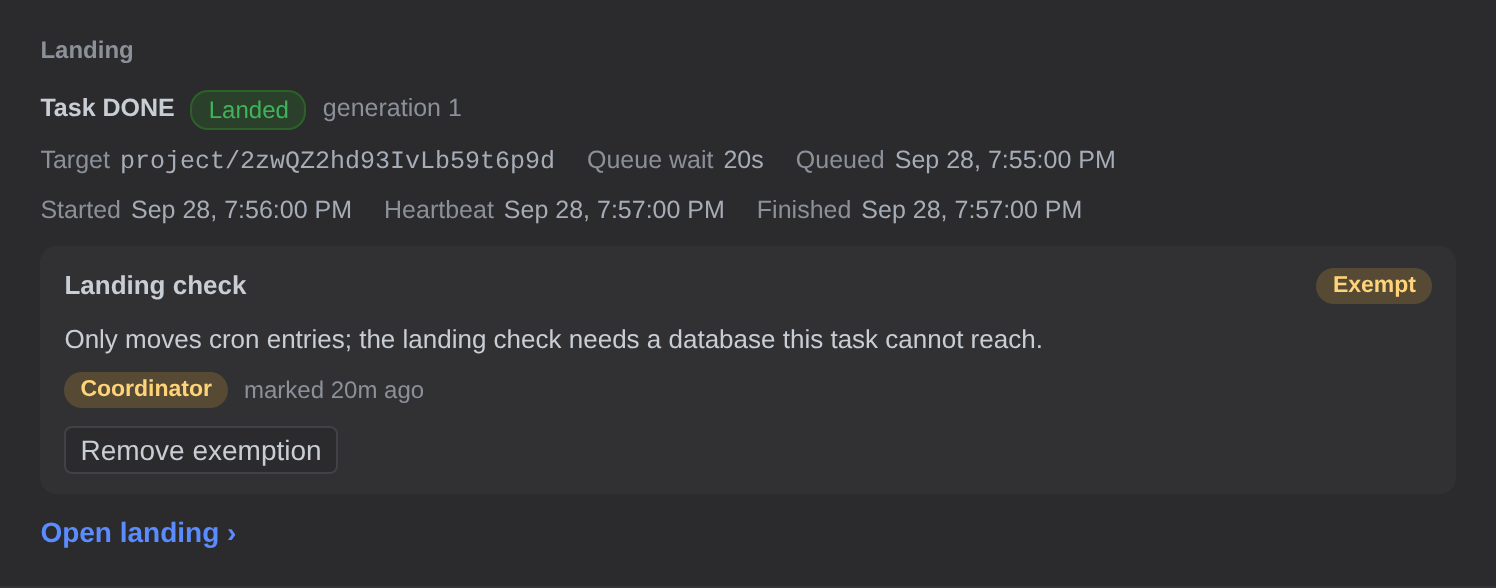 Landing
Task DONE Landed generation 1
Target project/2zwQZ2hd93IvLb59t6p9d Queue wait 20s Queued Sep 28, 7:55:00 PM
Started Sep 28, 7:56:00 PM Heartbeat Sep 28, 7:57:00 PM Finished Sep 28, 7:57:00 PM
Landing check Exempt
Only moves cron entries; the landing check needs a database this task cannot reach.
Coordinator marked 20m ago
Remove exemption
Open landing ›